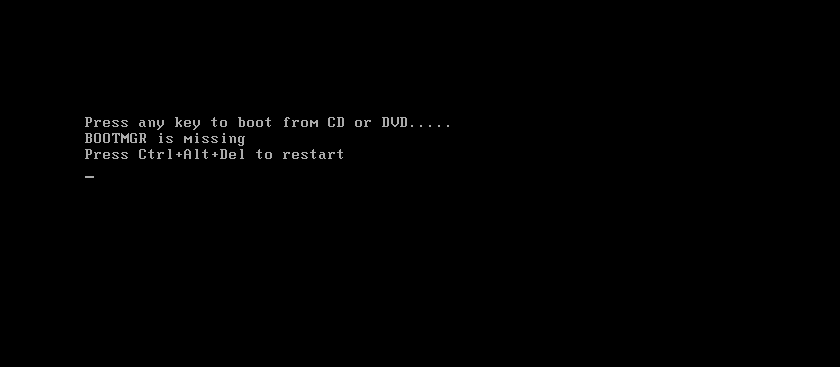 Press any key to boot from CD or DVD.....
BOOTMGR is missing
Press Ctrl+Alt+Del to restart
_